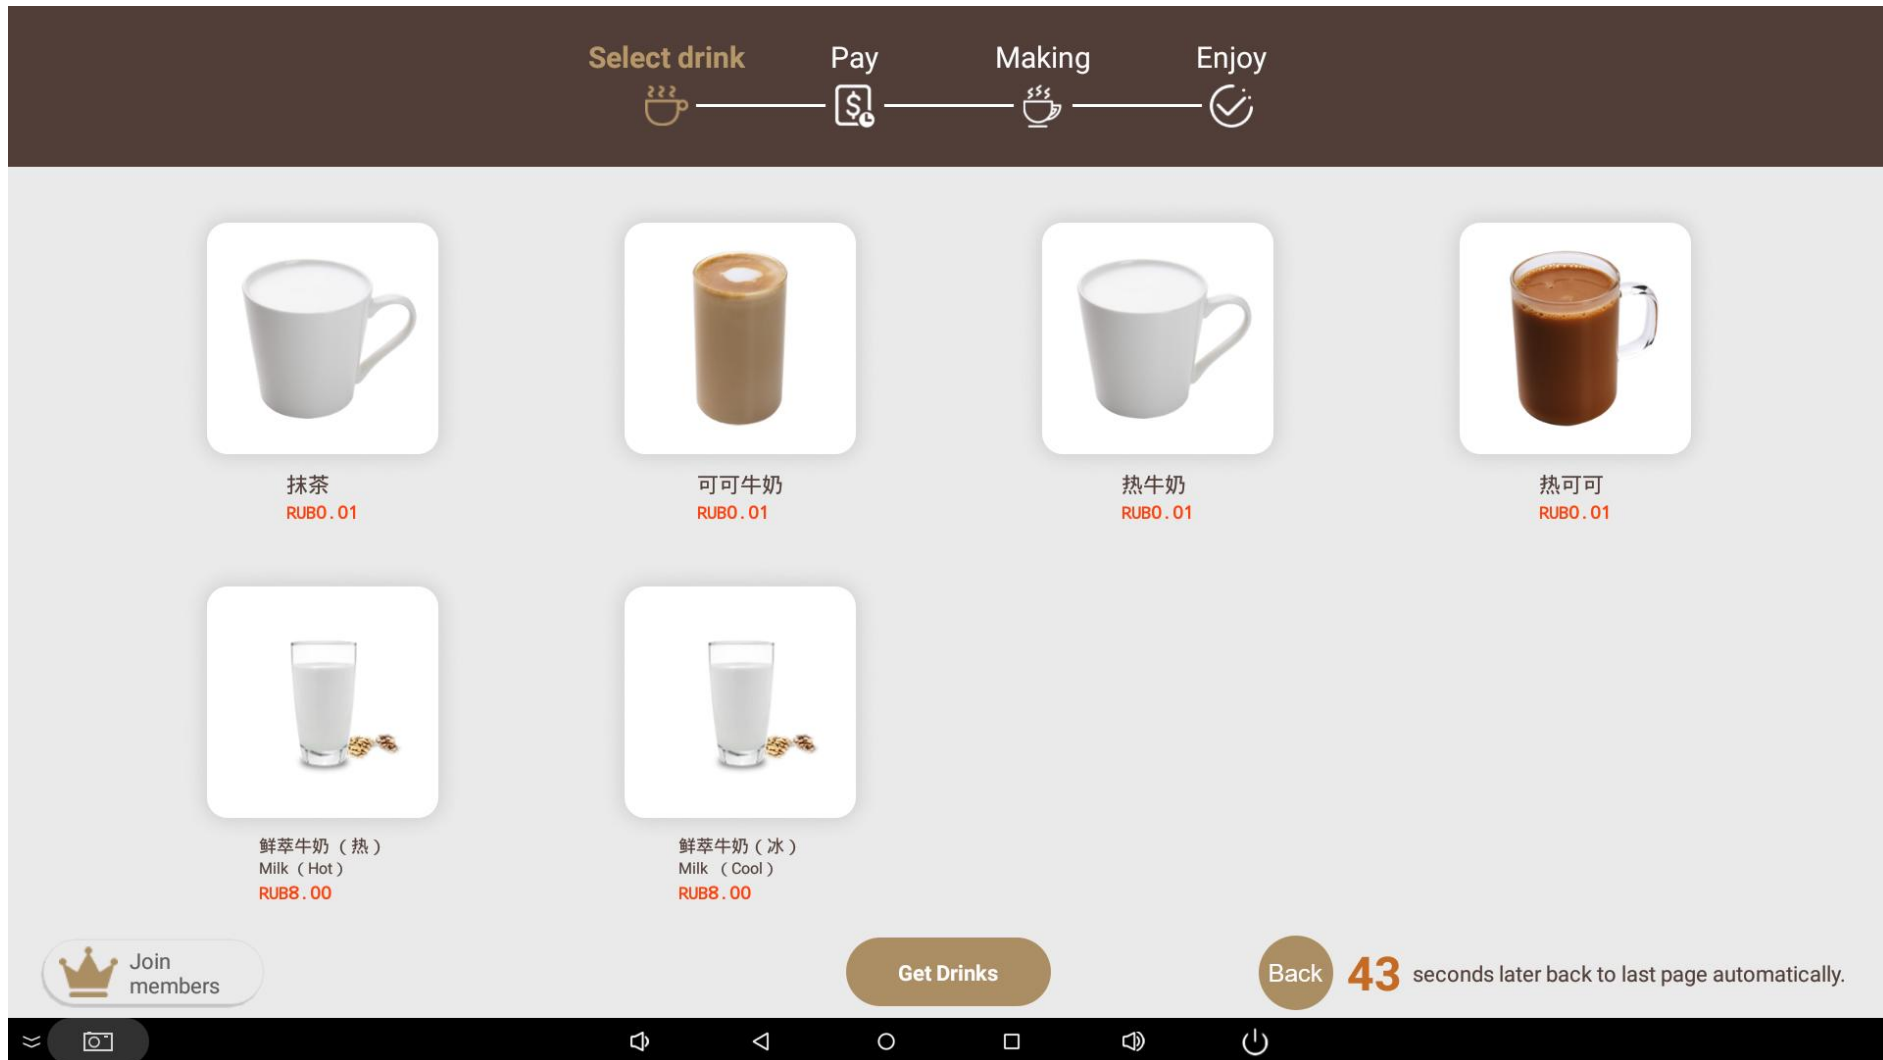 Select drink
Pay
Making
Enjoy
抹茶
RUB0.01
可可牛奶
RUB0.01
热牛奶
RUB0.01
热可可
RUB0.01
鲜萃牛奶（热）
Milk（Hot）
RUB8.00
鲜萃牛奶（冰）
Milk （Cool）
RUB8.00
Join
members
Get Drinks
Back
43 seconds later back to last page automatically.